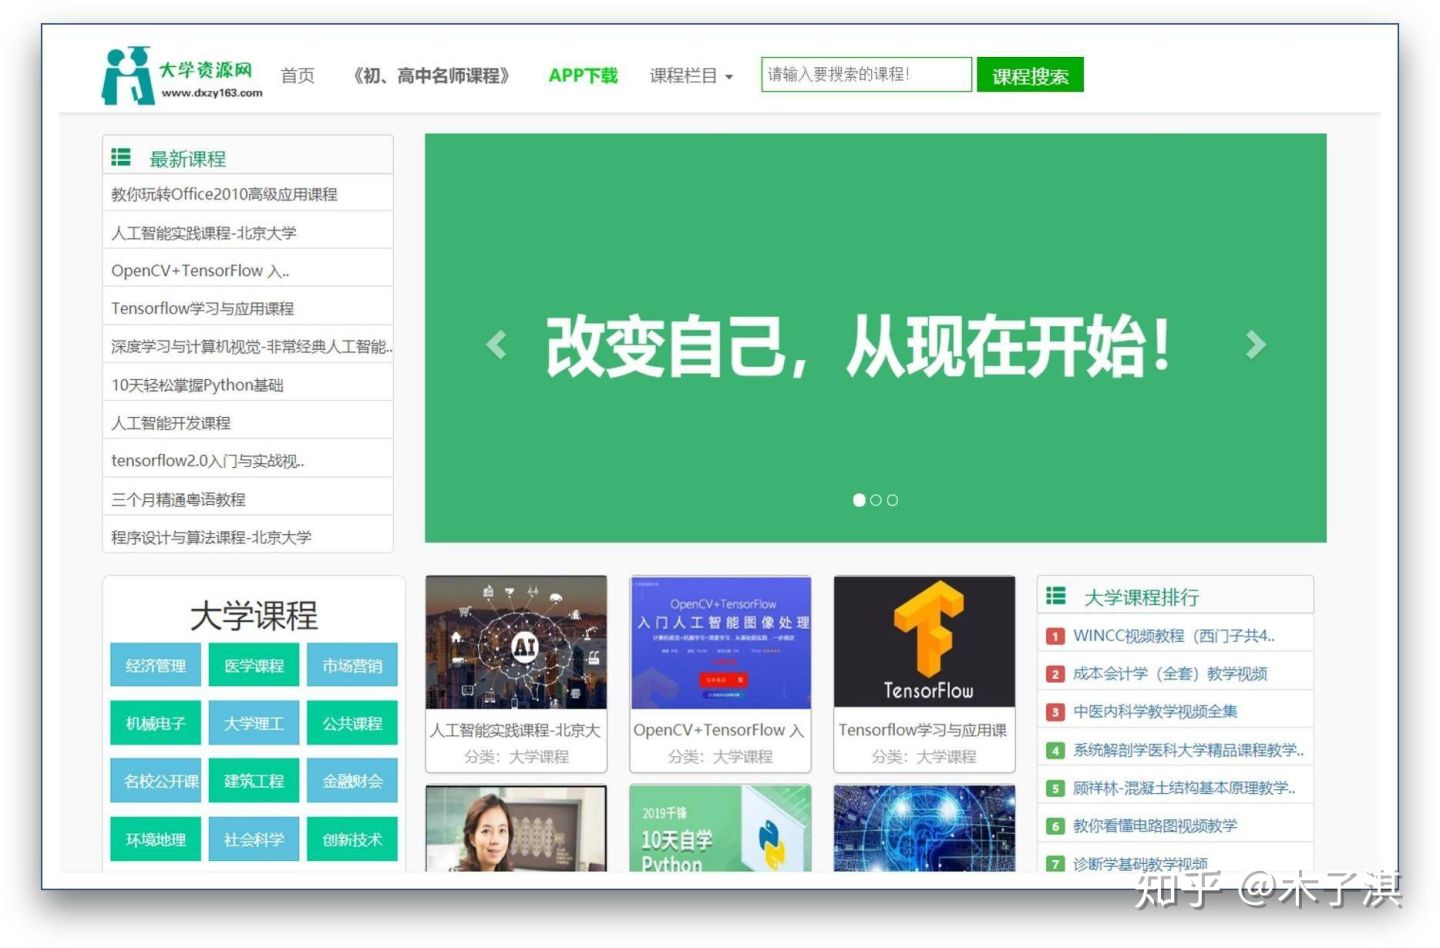 大学资源网
www.dxzy163.com
首页
《初、高中名师课程》
APP下载
课程栏目
请输入要搜索的课程!
课程搜索
最新课程
教你玩转Office2010高级应用课程
人工智能实践课程-北京大学
OpenCV+TensorFlow 入..
Tensorflow学习与应用课程
深度学习与计算机视觉-非常经典人工智能..
10天轻松掌握Python基础
人工智能开发课程
tensorflow2.0入门与实战视..
三个月精通粤语教程
程序设计与算法课程-北京大学
改变自己，从现在开始！
大学课程
经济管理
医学课程
市场营销
机械电子
大学理工
公共课程
名校公开课
建筑工程
金融财会
环境地理
社会科学
创新技术
AI
人工智能实践课程-北京大
分类：大学课程
OpenCV+TensorFlow
入门人工智能图像处理
OpenCV+TensorFlow 入
分类：大学课程
TensorFlow
Tensorflow学习与应用课
分类：大学课程
2019千锋
10天自学
Python
大学课程排行
1 WINCC视频教程（西门子共4..
2 成本会计学（全套）教学视频
3 中医内科学教学视频全集
4 系统解剖学医科大学精品课程教学..
5 顾祥林-混凝土结构基本原理教学..
6 教你看懂电路图视频教学
7 诊断学基础教学视频
知乎 @木子淇